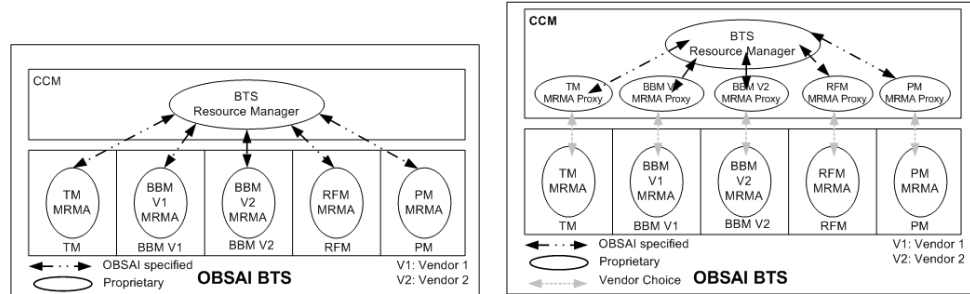 CCM
BTS
Resource Manager
TM
MRMA
BBM
V1
MRMA
BBM
V2
MRMA
RFM
MRMA
PM
MRMA
TM
BBM V1
BBM V2
RFM
PM
OBSAI specified
Proprietary
OBSAI BTS
V1: Vendor 1
V2: Vendor 2
CCM
BTS
Resource Manager
TM
MRMA Proxy
BBM V1
MRMA Proxy
BBM V2
MRMA Proxy
RFM
MRMA Proxy
PM
MRMA Proxy
TM
MRMA
BBM
V1
MRMA
BBM
V2
MRMA
RFM
MRMA
PM
MRMA
TM
BBM V1
BBM V2
RFM
PM
OBSAI specified
Proprietary
Vendor Choice
OBSAI BTS
V1: Vendor 1
V2: Vendor 2